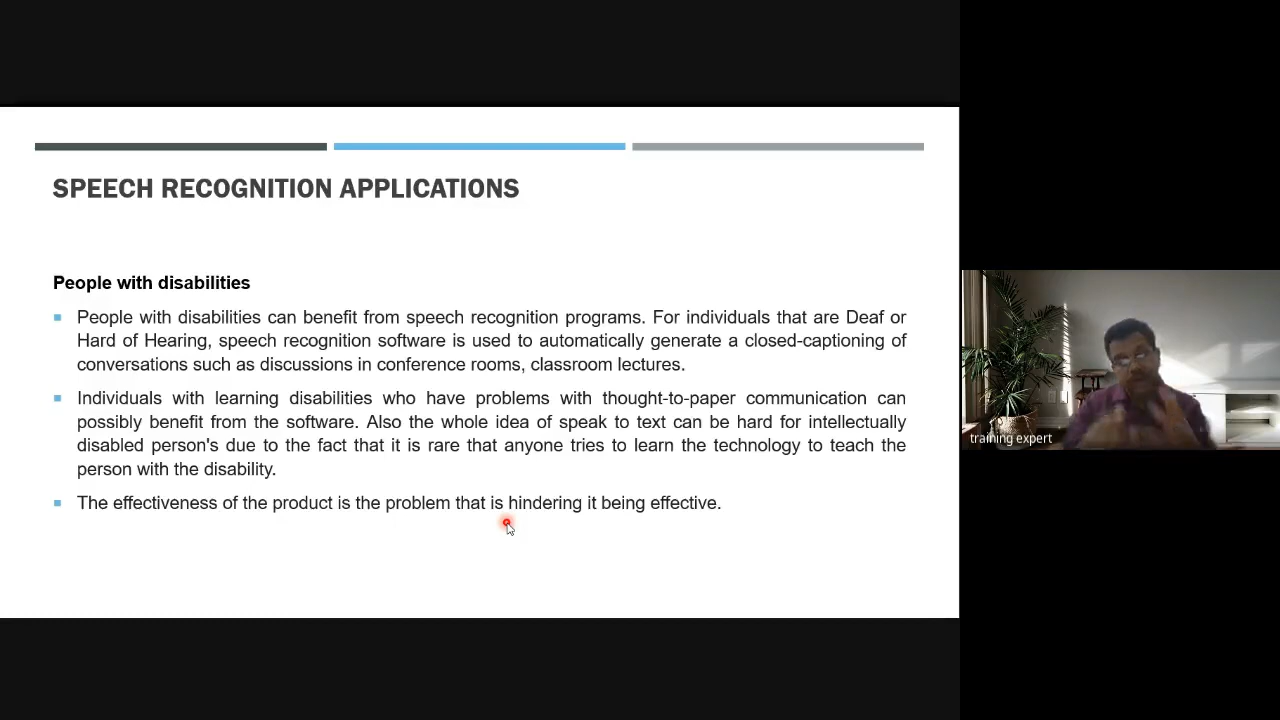 SPEECH RECOGNITION APPLICATIONS
People with disabilities
People with disabilities can benefit from speech recognition programs. For individuals that are Deaf or
Hard of Hearing, speech recognition software is used to automatically generate a closed-captioning of
conversations such as discussions in conference rooms, classroom lectures.
Individuals with learning disabilities who have problems with thought-to-paper communication can
possibly benefit from the software. Also the whole idea of speak to text can be hard for intellectually
disabled person's due to the fact that it is rare that anyone tries to learn the technology to teach the
person with the disability.
The effectiveness of the product is the problem that is hindering it being effective.
training expert